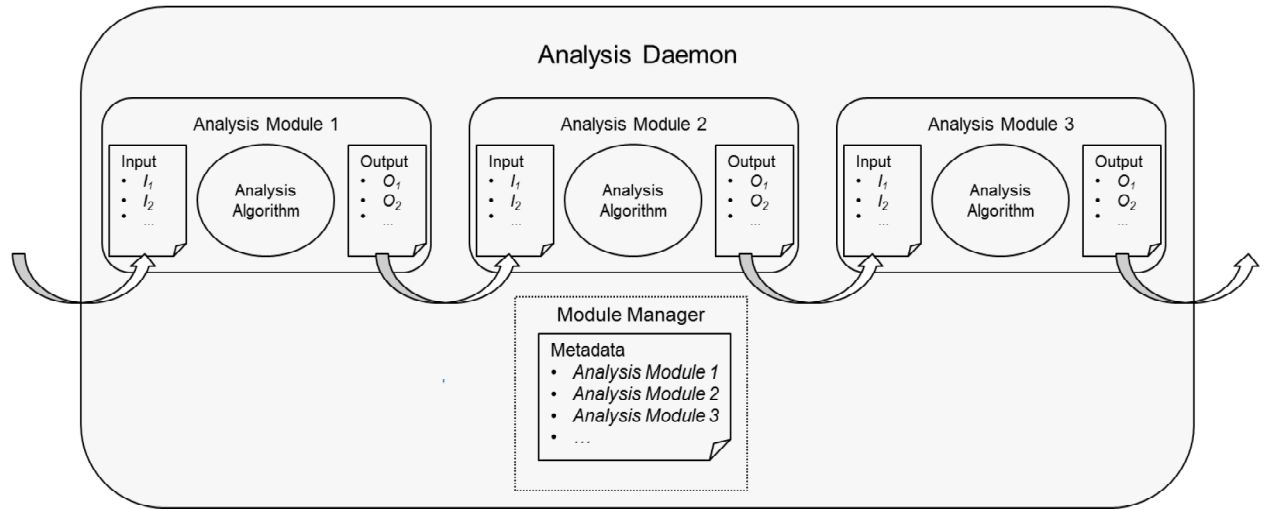 Analysis Daemon
Analysis Module 1
Input
• I1
• I2
• ...
Analysis
Algorithm
Output
• O1
• O2
• ...
Analysis Module 2
Input
• I1
• I2
• ...
Analysis
Algorithm
Output
• O1
• O2
• ...
Analysis Module 3
Input
• I1
• I2
• ...
Analysis
Algorithm
Output
• O1
• O2
• ...
Module Manager
Metadata
• Analysis Module 1
• Analysis Module 2
• Analysis Module 3
• ...